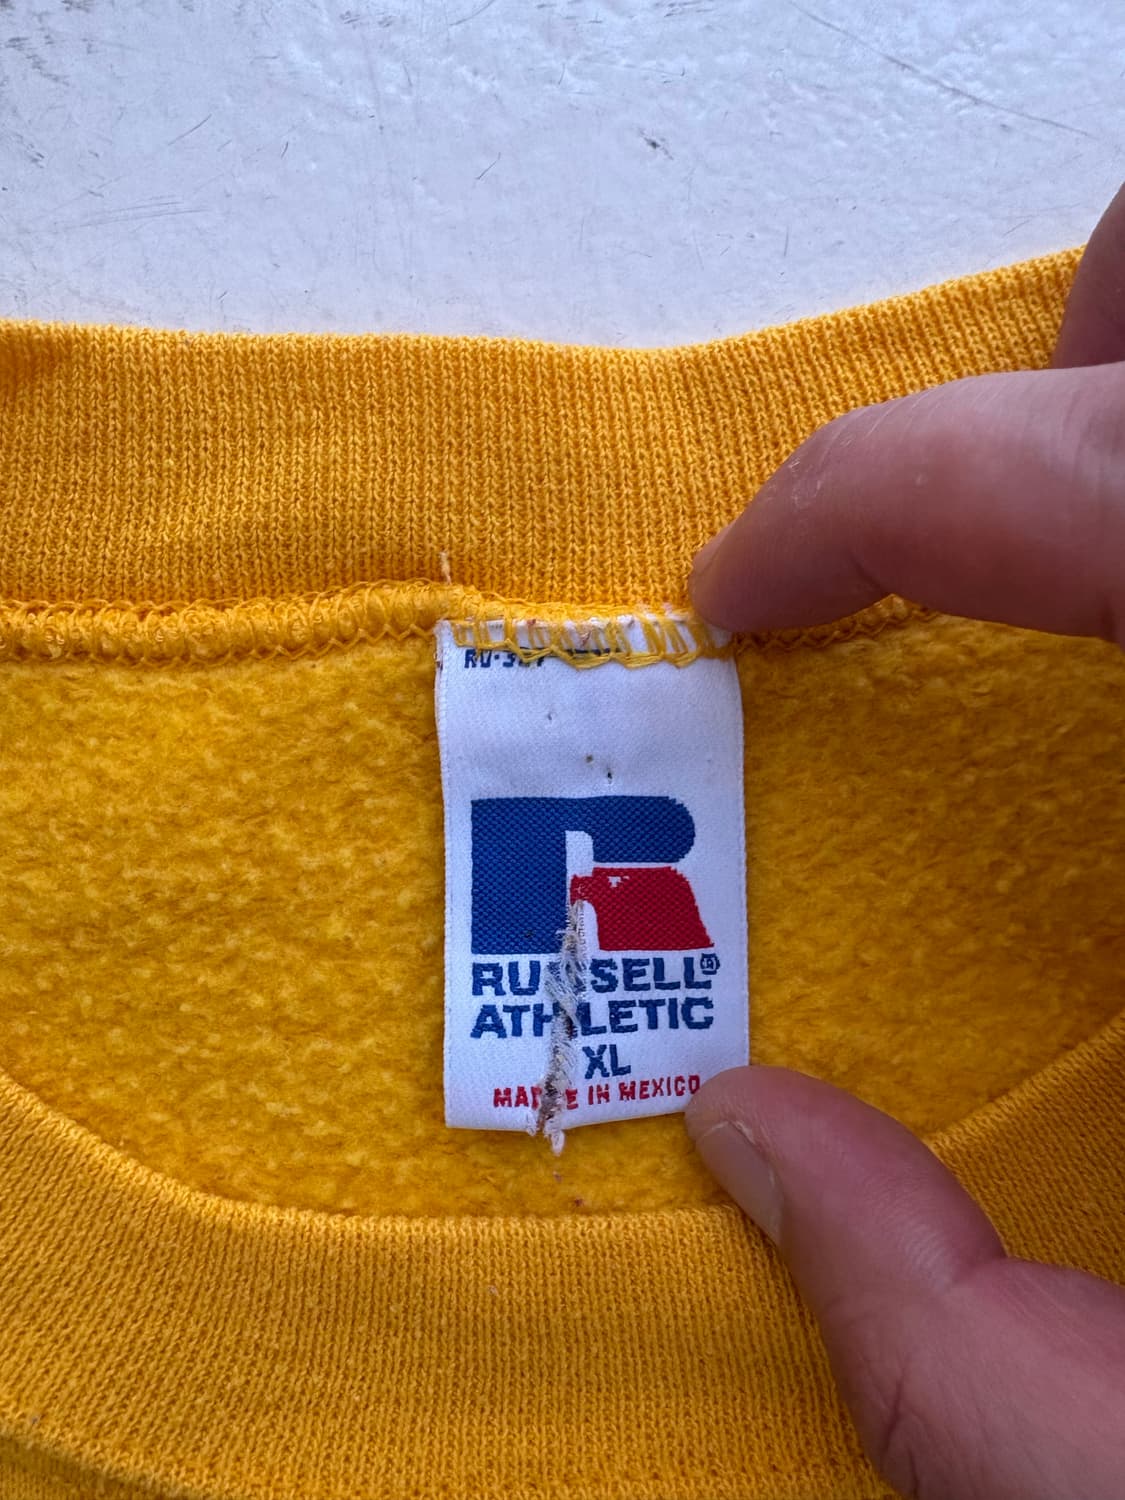 R
RUSSELL®
ATHLETIC
XL
MADE IN MEXICO